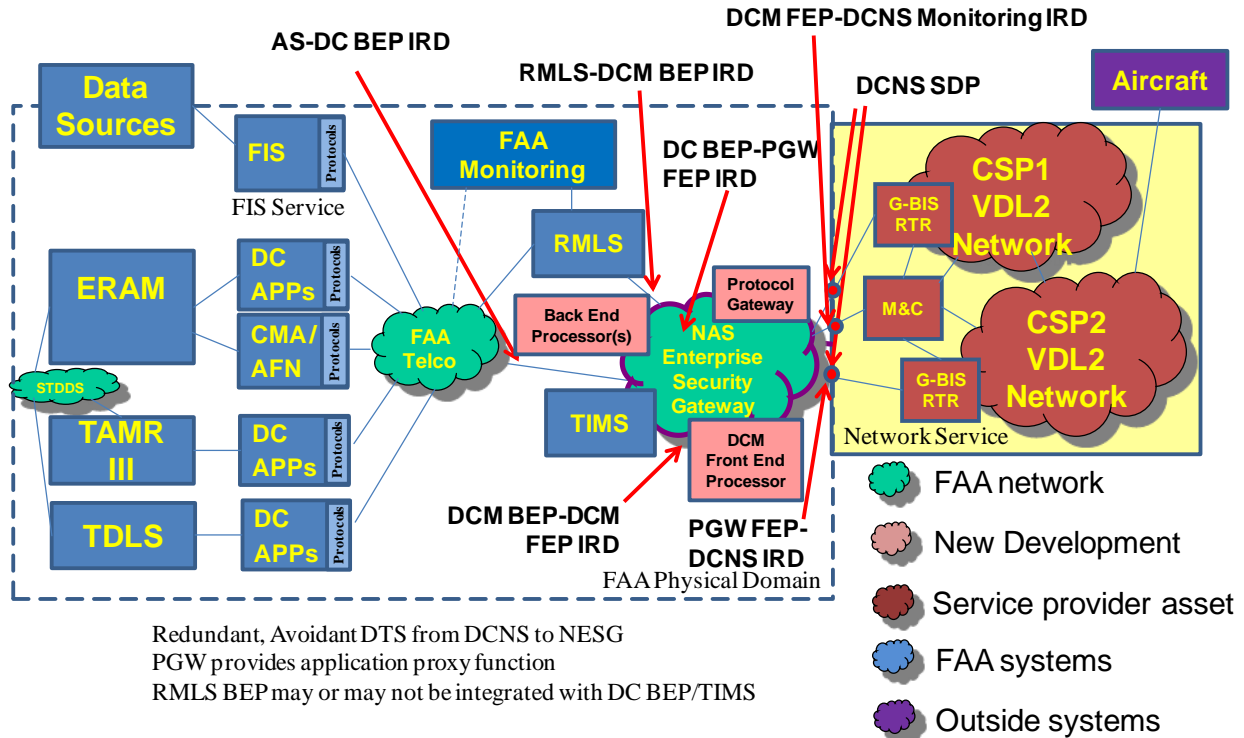 AS-DC BEP IRD
RMLS-DCM BEP IRD
DCM FEP-DCNS Monitoring IRD
DCNS SDP
Data
Sources
FIS
Protocols
FIS Service
FAA
Monitoring
DC BEP-PGW
FEP IRD
Aircraft
CSP1
VDL2
Network
G-BIS
RTR
RMLS
ERAM
DC
APPs
Protocols
CMA/
AFN
Protocols
FAA
Telco
Back End
Processor(s)
Protocol
Gateway
NAS
Enterprise
Security
Gateway
M&C
CSP2
VDL2
Network
G-BIS
RTR
Network Service
STDDS
TAMR
III
DC
APPs
Protocols
TIMS
DCM
Front End
Processor
TDLS
DC
APPs
Protocols
DCM BEP-DCM
FEP IRD
PGW FEP-
DCNS IRD
FAA Physical Domain
FAA network
New Development
Service provider asset
FAA systems
Outside systems
Redundant, Avoidant DTS from DCNS to NESG
PGW provides application proxy function
RMLS BEP may or may not be integrated with DC BEP/TIMS